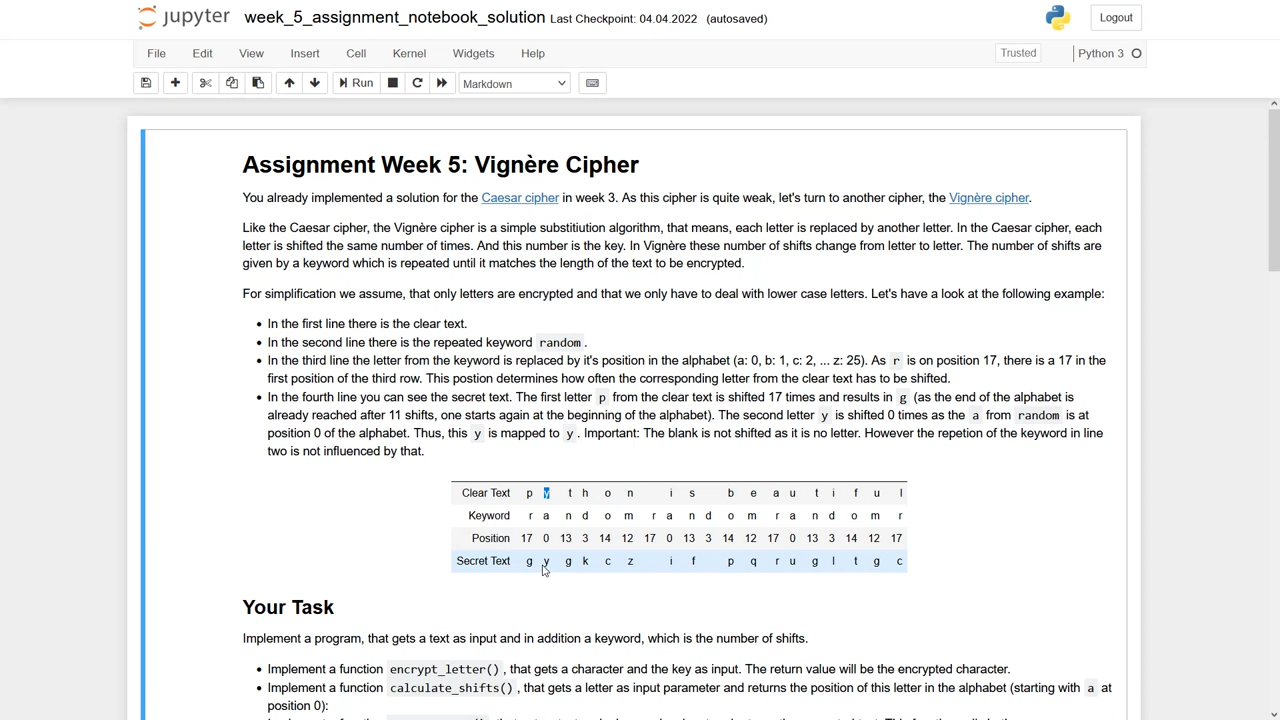 jupyter week_5_assignment_notebook_solution Last Checkpoint: 04.04.2022 (autosaved)
Logout
File Edit View Insert Cell Kernel Widgets Help Trusted Python 3
Run Markdown
Assignment Week 5: Vignère Cipher
You already implemented a solution for the Caesar cipher in week 3. As this cipher is quite weak, let's turn to another cipher, the Vignère cipher.
Like the Caesar cipher, the Vignère cipher is a simple substitiution algorithm, that means, each letter is replaced by another letter. In the Caesar cipher, each
letter is shifted the same number of times. And this number is the key. In Vignère these number of shifts change from letter to letter. The number of shifts are
given by a keyword which is repeated until it matches the length of the text to be encrypted.
For simplification we assume, that only letters are encrypted and that we only have to deal with lower case letters. Let's have a look at the following example:
• In the first line there is the clear text.
• In the second line there is the repeated keyword random.
• In the third line the letter from the keyword is replaced by it's position in the alphabet (a: 0, b: 1, c: 2, ... z: 25). As r is on position 17, there is a 17 in the
first position of the third row. This postion determines how often the corresponding letter from the clear text has to be shifted.
• In the fourth line you can see the secret text. The first letter p from the clear text is shifted 17 times and results in g (as the end of the alphabet is
already reached after 11 shifts, one starts again at the beginning of the alphabet). The second letter y is shifted 0 times as the a from random is at
position 0 of the alphabet. Thus, this y is mapped to y. Important: The blank is not shifted as it is no letter. However the repetion of the keyword in line
two is not influenced by that.
Clear Text p y t h o n i s b e a u t i f u l
Keyword r a n d o m r a n d o m r a n d o m r
Position 17 0 13 3 14 12 17 0 13 3 14 12 17 0 13 3 14 12 17
Secret Text g y g k c z i f p q r u g l t g c
Your Task
Implement a program, that gets a text as input and in addition a keyword, which is the number of shifts.
• Implement a function encrypt_letter(), that gets a character and the key as input. The return value will be the encrypted character.
• Implement a function calculate_shifts(), that gets a letter as input parameter and returns the position of this letter in the alphabet (starting with a at
position 0):